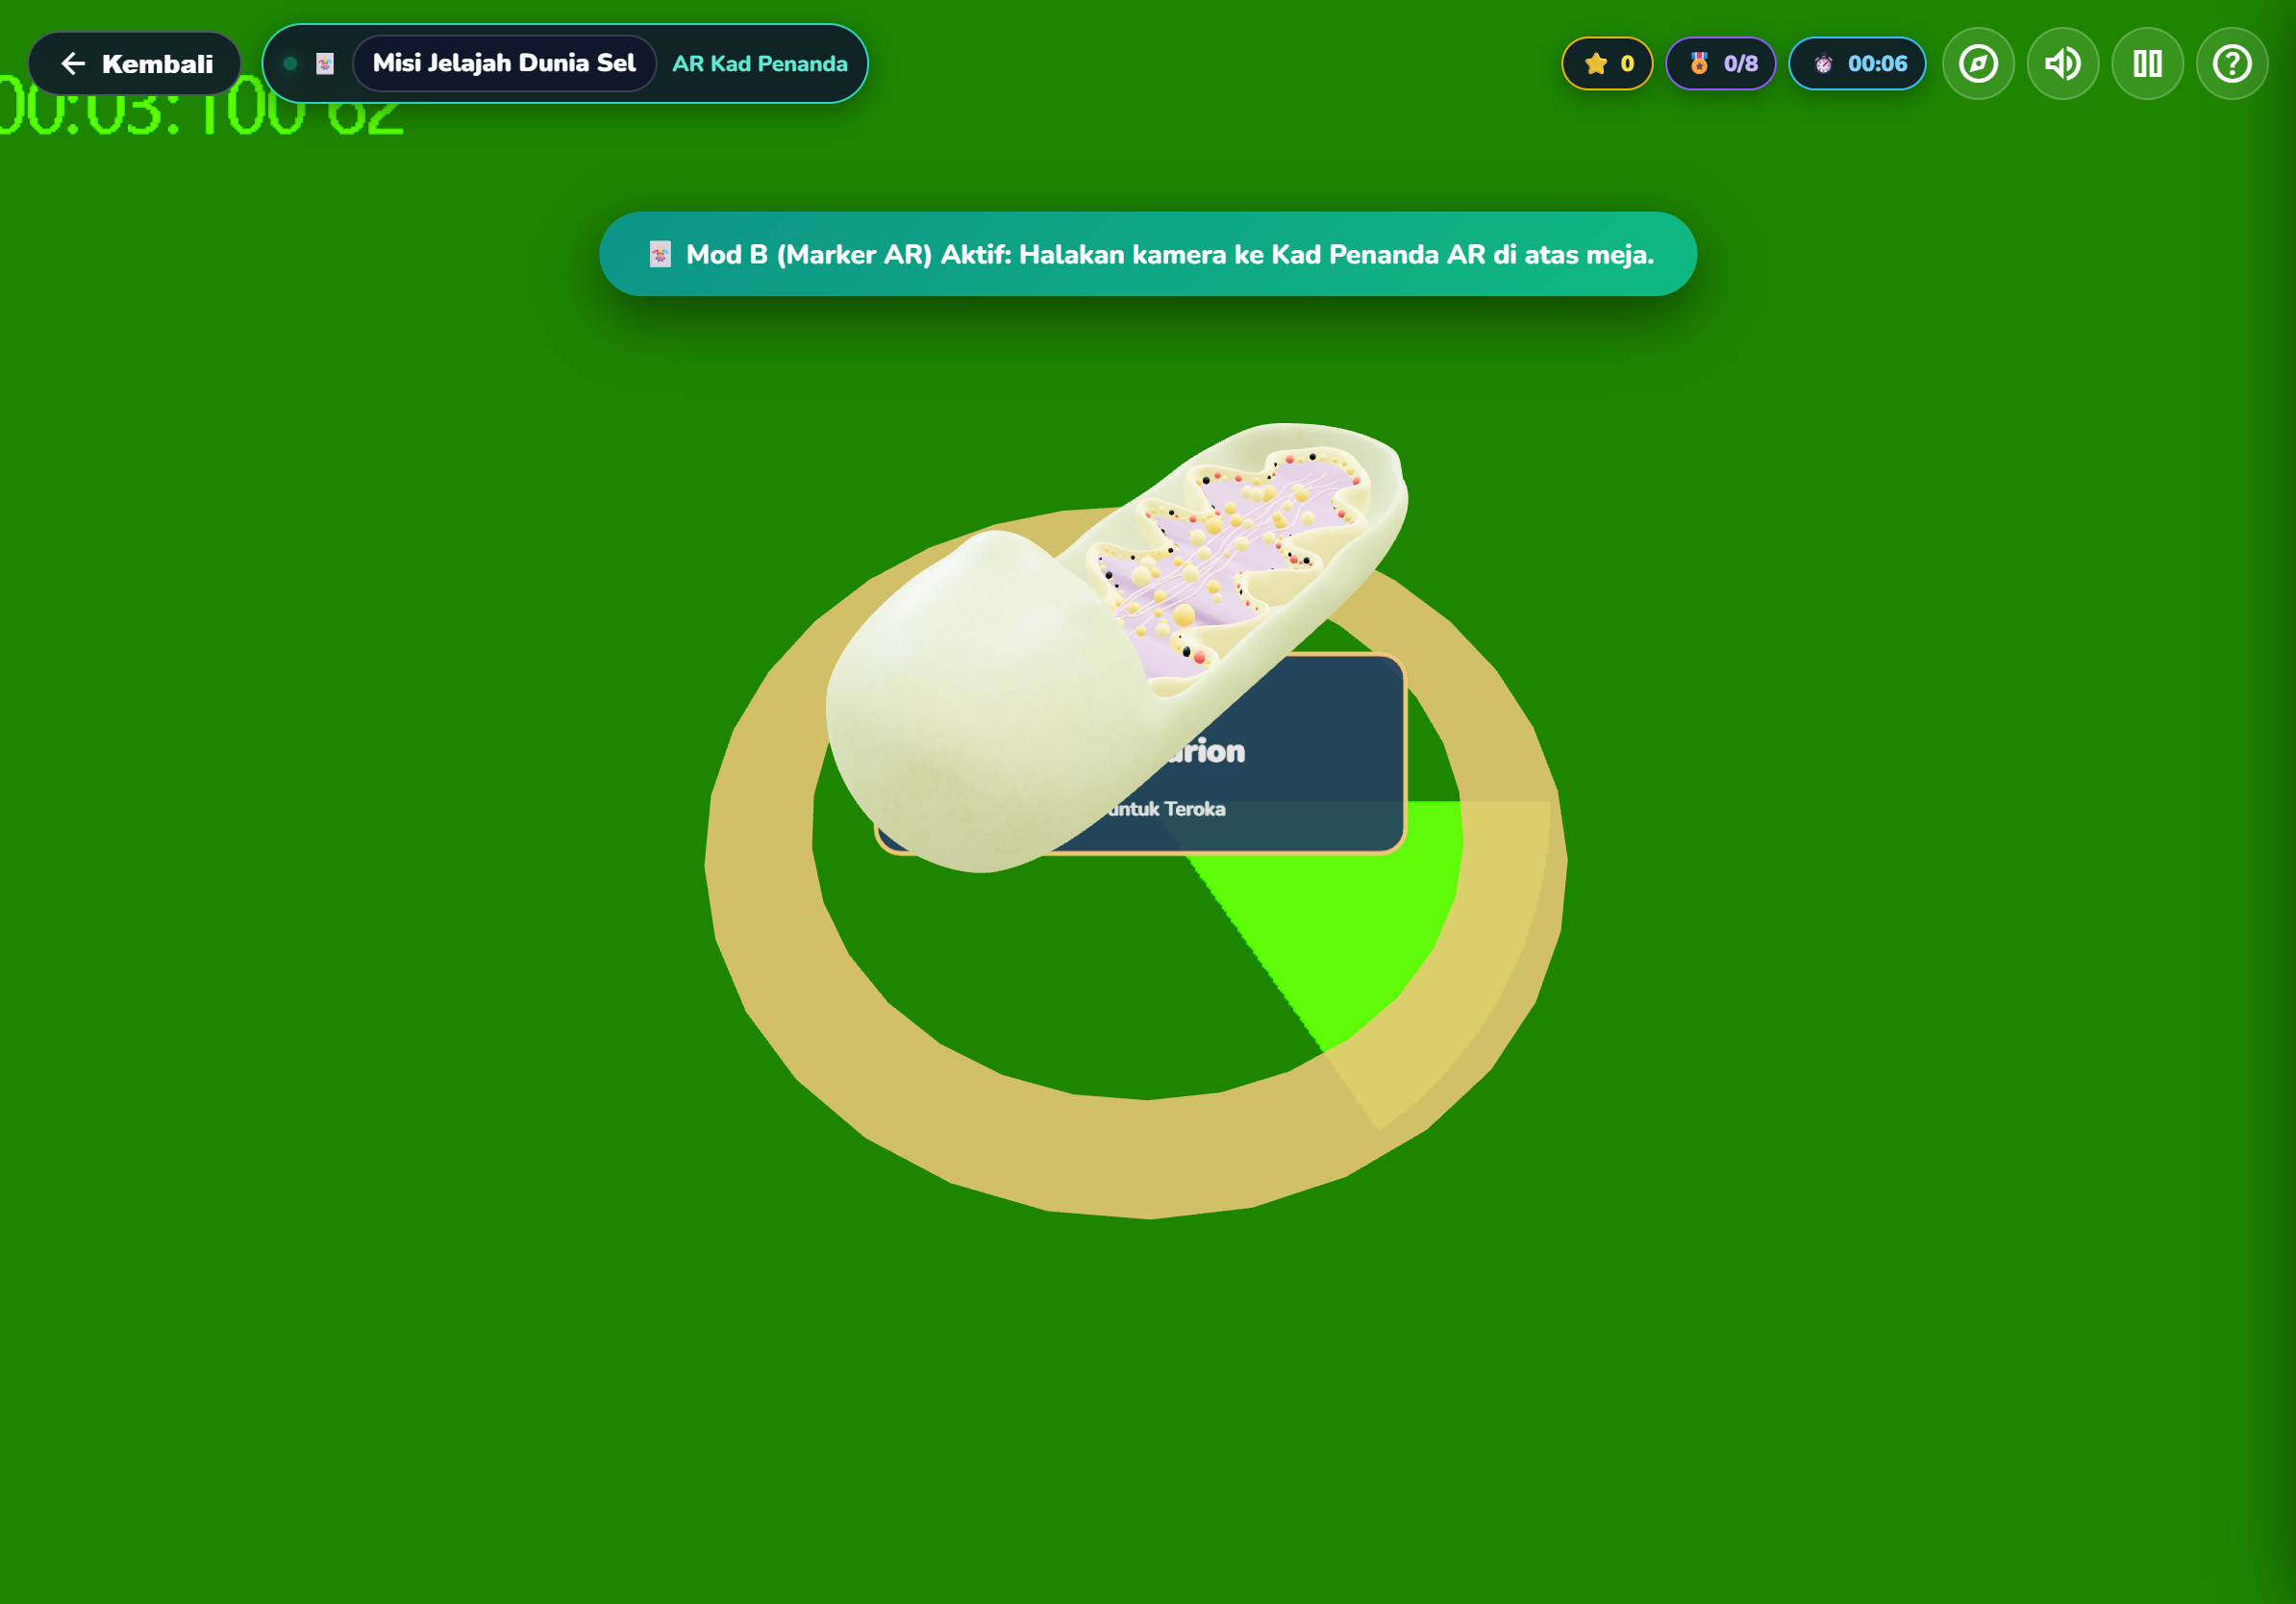 Kembali
Misi Jelajah Dunia Sel
AR Kad Penanda
0
0/8
00:06
Mod B (Marker AR) Aktif: Halakan kamera ke Kad Penanda AR di atas meja.
untuk Teroka